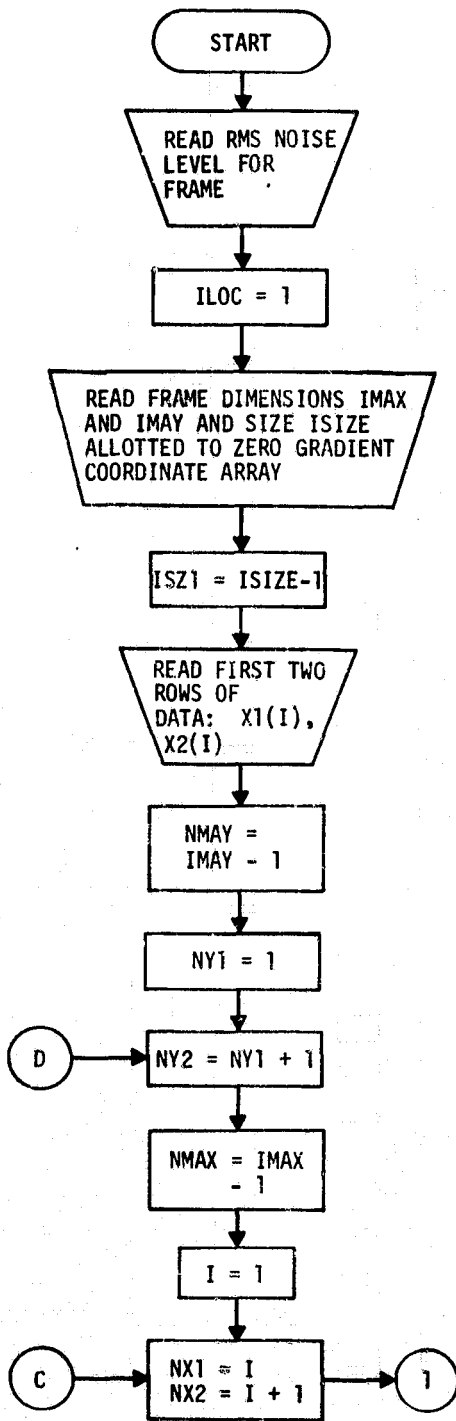 START
READ RMS NOISE
LEVEL FOR
FRAME
ILOC = 1
READ FRAME DIMENSIONS IMAX
AND IMAY AND SIZE ISIZE
ALLOTTED TO ZERO GRADIENT
COORDINATE ARRAY
ISZ1 = ISIZE-1
READ FIRST TWO
ROWS OF
DATA: X1(I),
X2(I)
NMAY =
IMAY - 1
NY1 = 1
D
NY2 = NY1 + 1
NMAX = IMAX
- 1
I = 1
C
NX1 = I
NX2 = I + 1
1